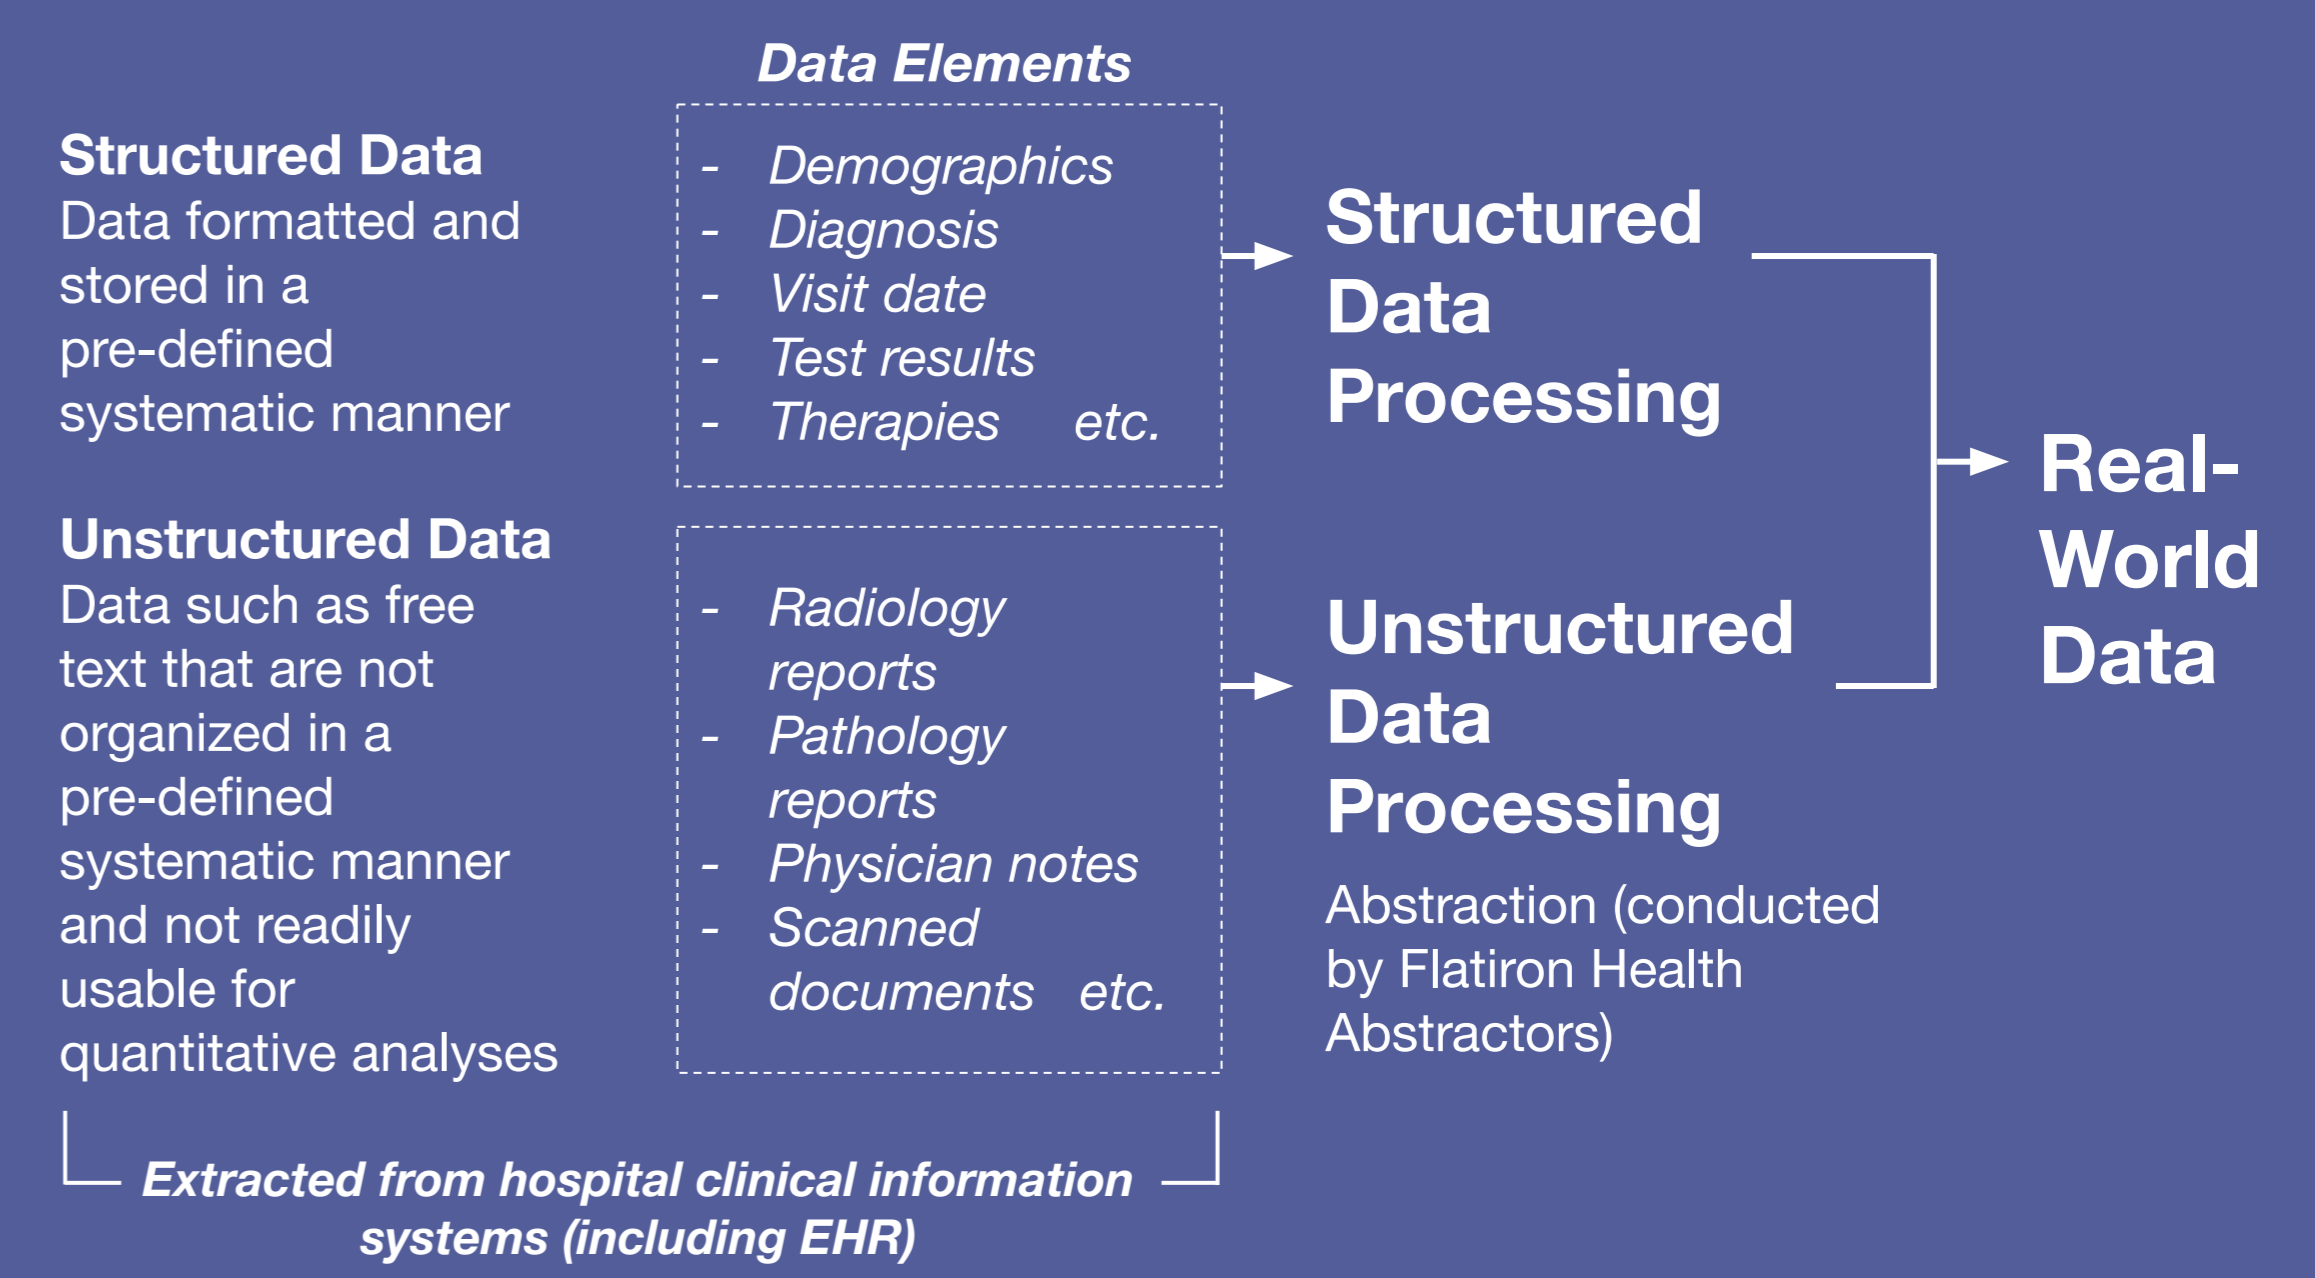 Data Elements
Structured Data
Data formatted and
stored in a
pre-defined
systematic manner
- Demographics
- Diagnosis
- Visit date
- Test results
- Therapies etc.
Structured
Data
Processing
Unstructured Data
Data such as free
text that are not
organized in a
pre-defined
systematic manner
and not readily
usable for
quantitative analyses
- Radiology
reports
- Pathology
reports
- Physician notes
- Scanned
documents etc.
Unstructured
Data
Processing
Abstraction (conducted
by Flatiron Health
Abstractors)
Real-
World
Data
Extracted from hospital clinical information
systems (including EHR)